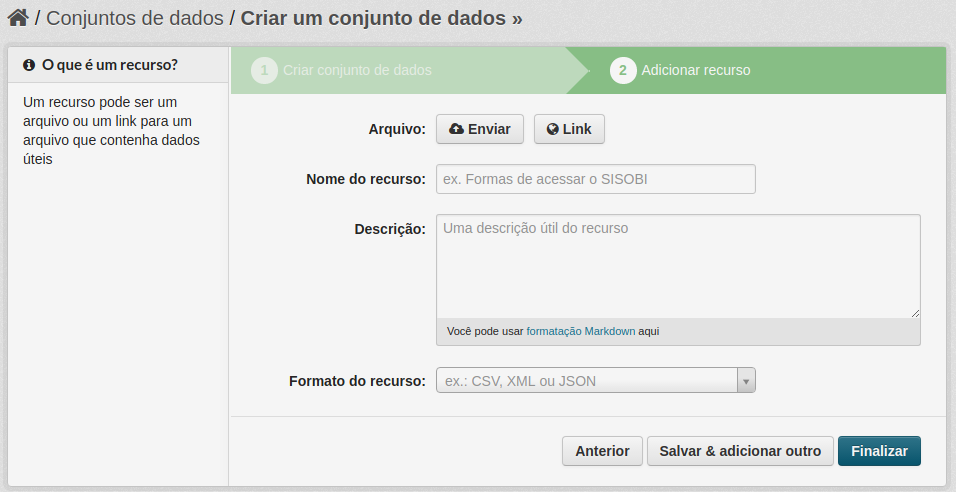 / Conjuntos de dados / Criar um conjunto de dados »
O que é um recurso?
Um recurso pode ser um
arquivo ou um link para um
arquivo que contenha dados
úteis
1 Criar conjunto de dados
2 Adicionar recurso
Arquivo: Enviar Link
Nome do recurso: ex. Formas de acessar o SISOBI
Descrição: Uma descrição útil do recurso
Você pode usar formatação Markdown aqui
Formato do recurso: ex.: CSV, XML ou JSON
Anterior Salvar & adicionar outro Finalizar